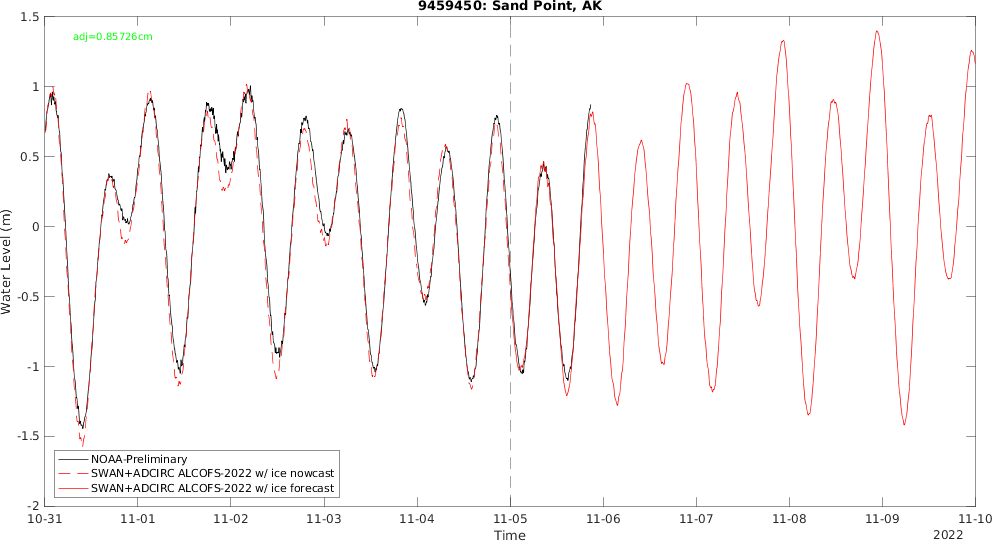 9459450: Sand Point, AK
adj=0.85726cm
1.5
1
0.5
0
-0.5
-1
-1.5
-2
Water Level (m)
NOAA-Preliminary
SWAN+ADCIRC ALCOFS-2022 w/ ice nowcast
SWAN+ADCIRC ALCOFS-2022 w/ ice forecast
10-31 11-01 11-02 11-03 11-04 11-05 11-06 11-07 11-08 11-09 11-10
Time
2022